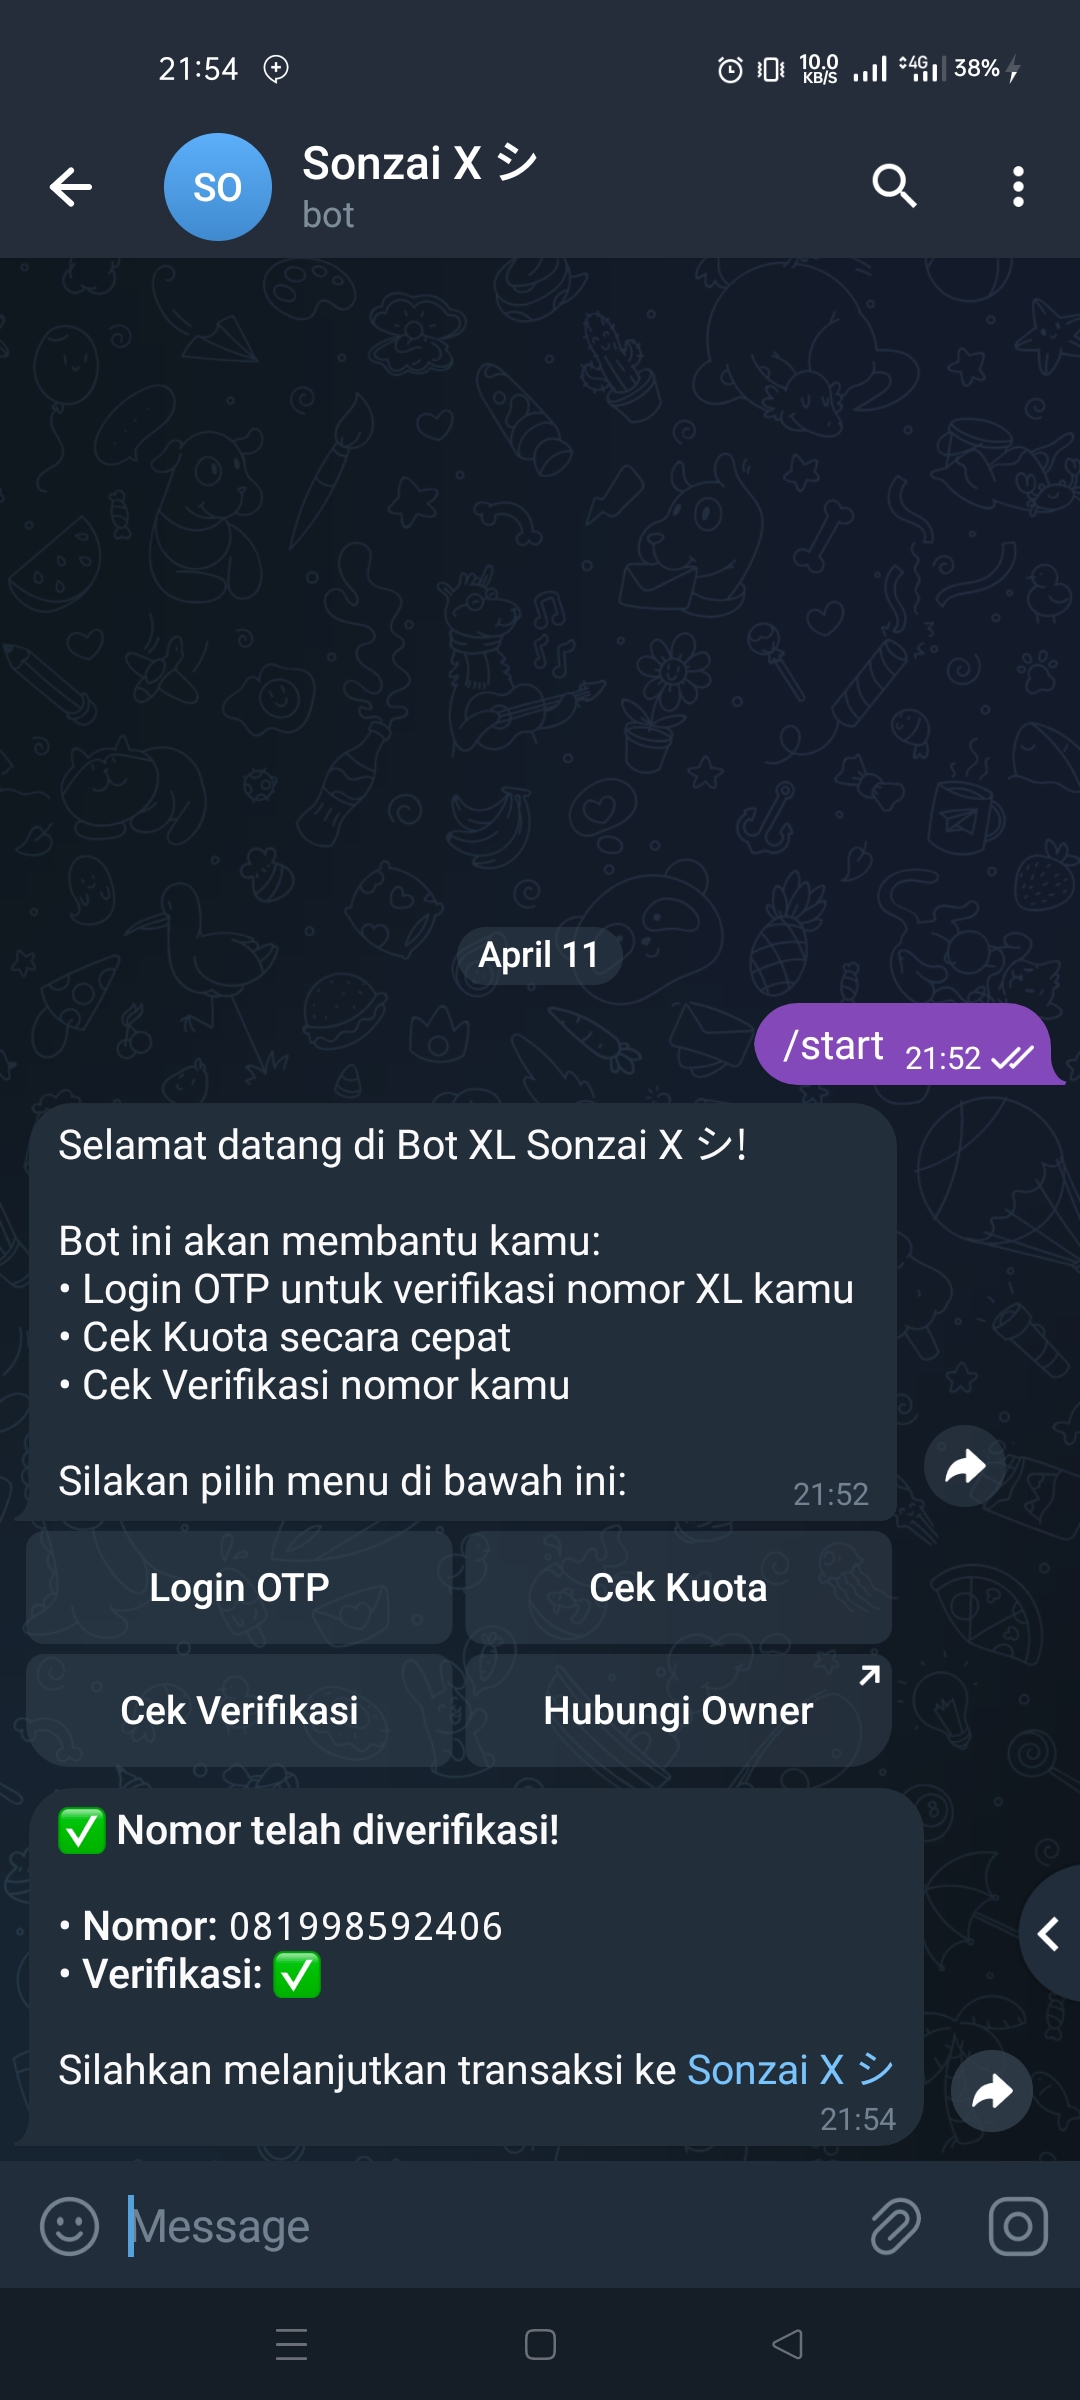 21:54
10.0
KB/S
4G
38%
SO
Sonzai X シ
bot
April 11
/start 21:52
Selamat datang di Bot XL Sonzai X シ!
Bot ini akan membantu kamu:
• Login OTP untuk verifikasi nomor XL kamu
• Cek Kuota secara cepat
• Cek Verifikasi nomor kamu
Silakan pilih menu di bawah ini:
21:52
Login OTP
Cek Kuota
Cek Verifikasi
Hubungi Owner
✅ Nomor telah diverifikasi!
• Nomor: 081998592406
• Verifikasi: ✅
Silahkan melanjutkan transaksi ke Sonzai X シ
21:54
Message